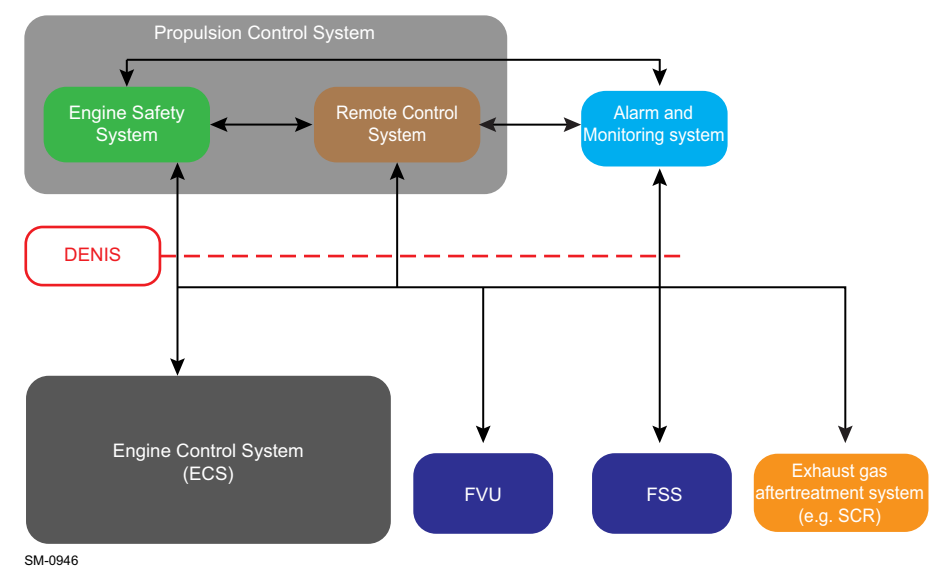 Propulsion Control System
Engine Safety
System
Remote Control
System
Alarm and
Monitoring system
DENIS
Engine Control System
(ECS)
FVU
FSS
Exhaust gas
aftertreatment system
(e.g. SCR)
SM-0946